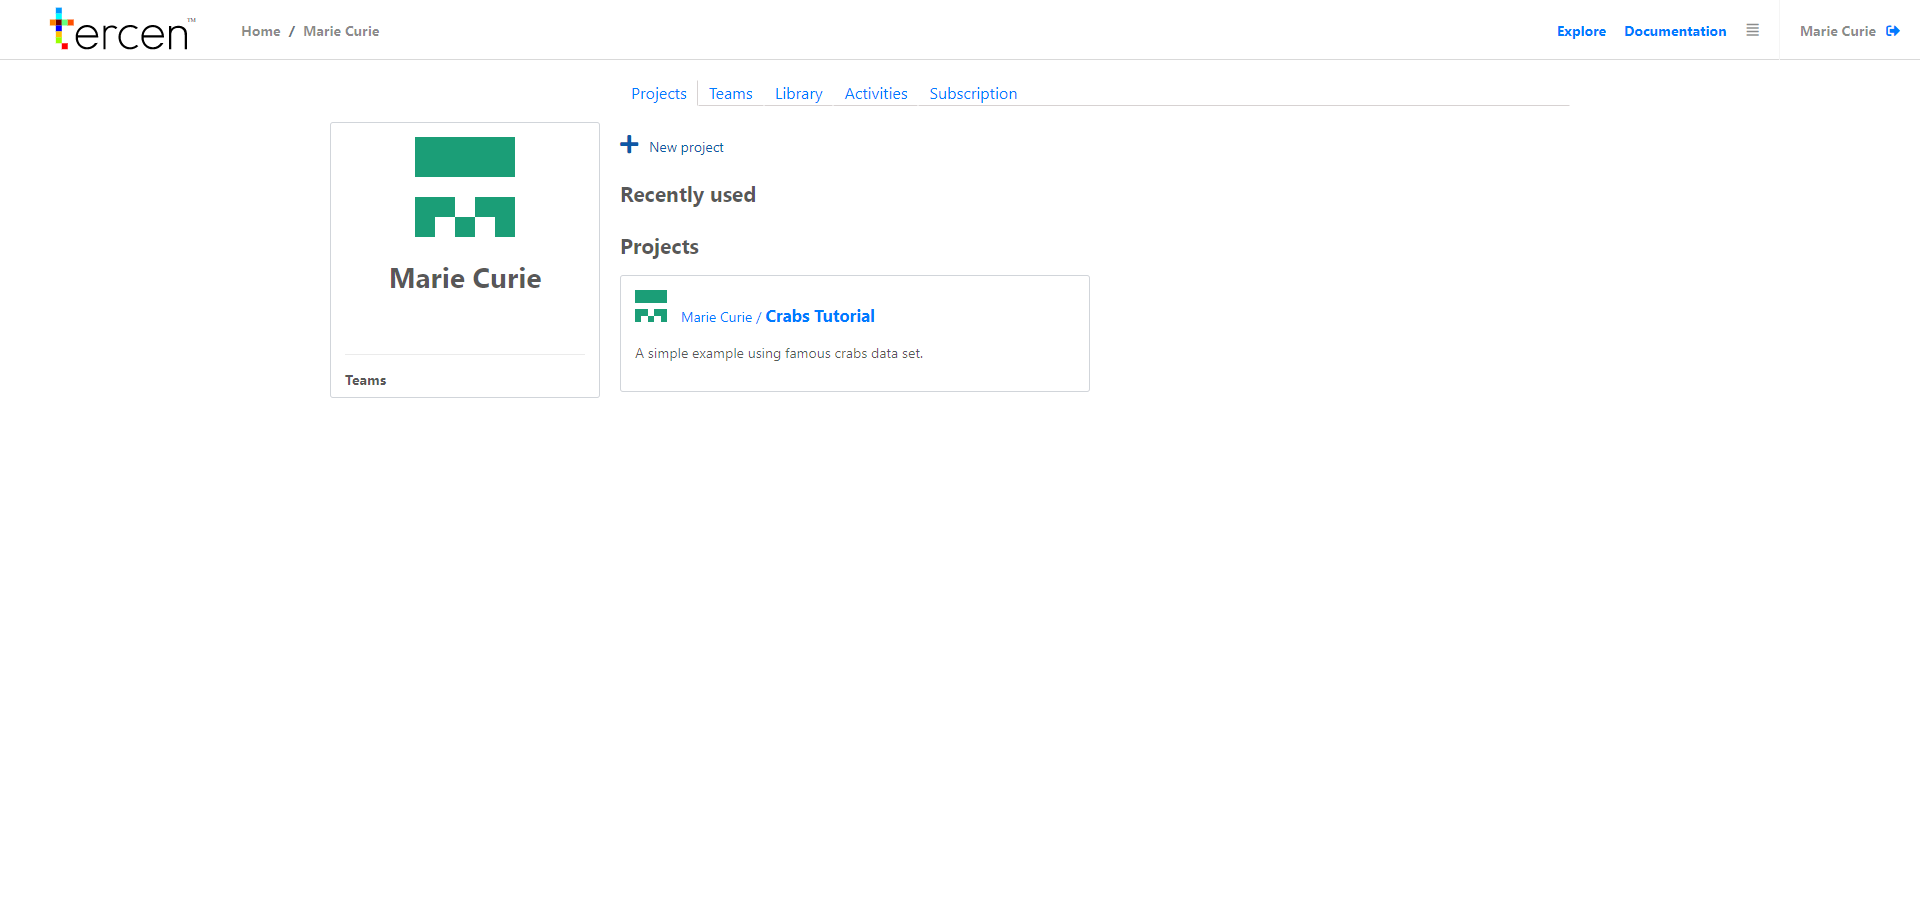 tercen™
Home / Marie Curie
Explore Documentation Marie Curie
Projects Teams Library Activities Subscription
Marie Curie
Teams
New project
Recently used
Projects
Marie Curie / Crabs Tutorial
A simple example using famous crabs data set.